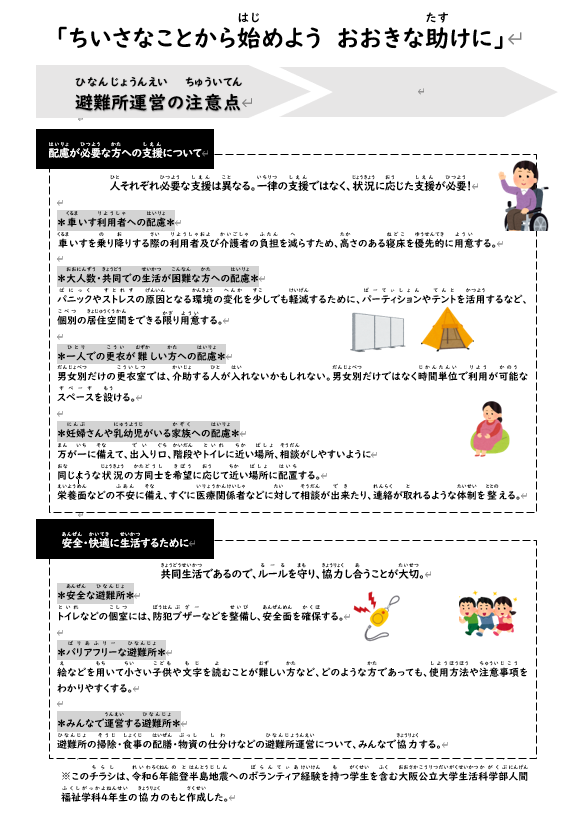 「ちいさなことから始めよう おおきな助けに」
避難所運営の注意点
配慮が必要な方への支援について
人それぞれ必要な支援は異なる。一律の支援ではなく、状況に応じた支援が必要!
＊車いす利用者への配慮＊
車いすを乗り降りする際の利用者及び介護者の負担を減らすため、高さのある寝床を優先的に用意する。
＊大人数・共同での生活が困難な方への配慮＊
パニックやストレスの原因となる環境の変化を少しでも軽減するために、パーティションやテントを活用するなど、
個別の居住空間をできる限り用意する。
＊一人での更衣が難しい方への配慮＊
男女別だけの更衣室では、介助する人が入れないかもしれない。男女別だけではなく時間単位で利用が可能な
スペースを設ける。
＊妊婦さんや乳幼児がいる家族への配慮＊
万が一に備えて、出入り口、階段やトイレに近い場所、相談がしやすいように
同じような状況の方同士を希望に応じて近い場所に配置する。
栄養面などの不安に備え、すぐに医療関係者などに対して相談が出来たり、連絡が取れるような体制を整える。
安全・快適に生活するために
共同生活であるので、ルールを守り、協力し合うことが大切。
＊安全な避難所＊
トイレなどの個室には、防犯ブザーなどを整備し、安全面を確保する。
＊バリアフリーな避難所＊
絵などを用いて小さい子供や文字を読むことが難しい方など、どのような方であっても、使用方法や注意事項を
わかりやすくする。
＊みんなで運営する避難所＊
避難所の掃除・食事の配膳・物資の仕分けなどの避難所運営について、みんなで協力する。
※このチラシは、令和6年能登半島地震へのボランティア経験を持つ学生を含む大阪公立大学生活科学部人間
福祉学科4年生の協力のもと作成した。